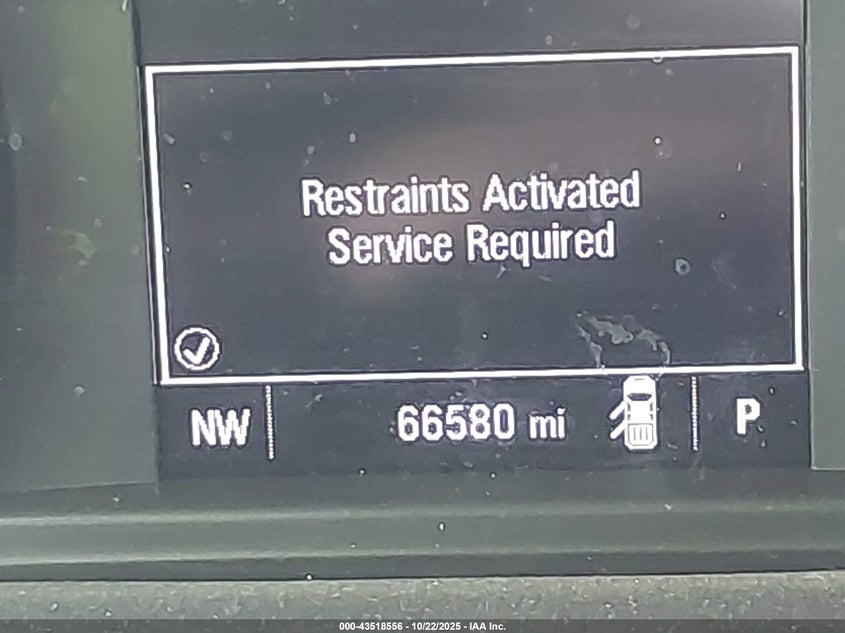 Restraints Activated
Service Required
NW 66580 mi P
000-43518556 - 10/22/2025 - IAA Inc.